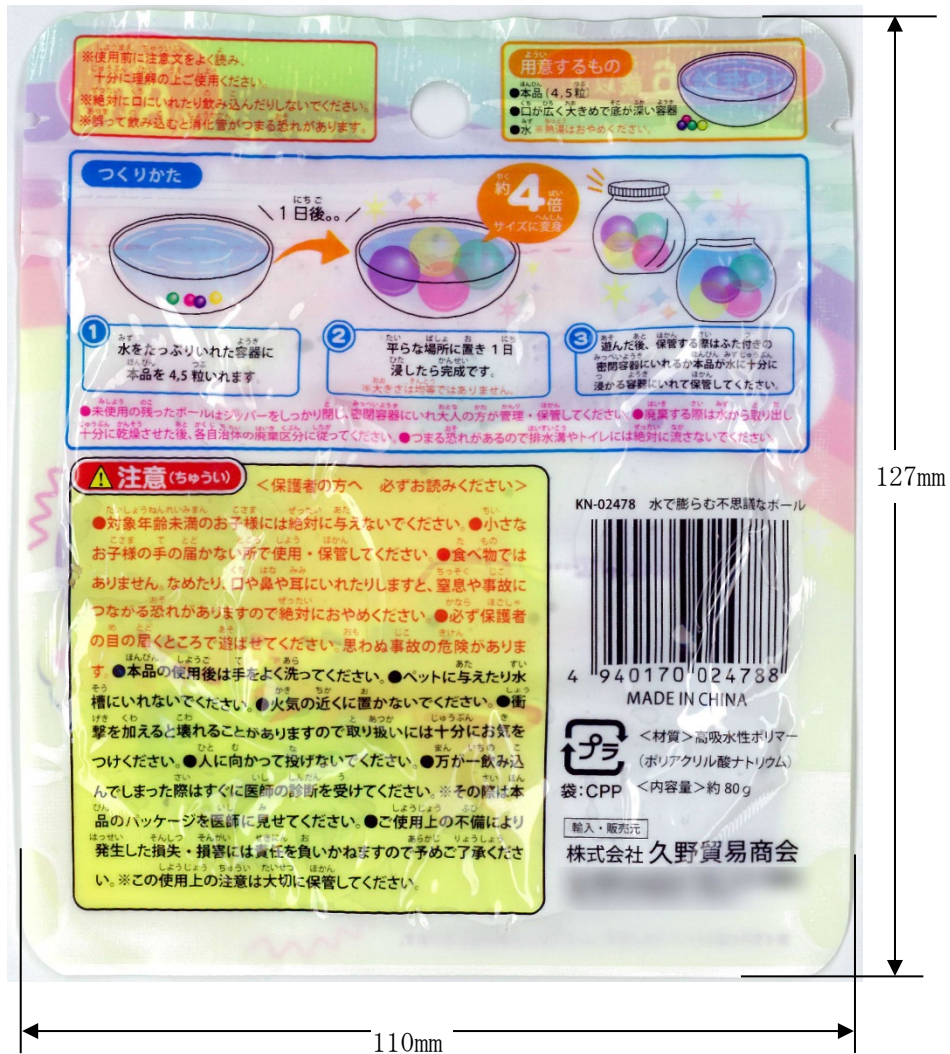 ※使用前に注意文をよく読み、
十分に理解の上ご使用ください。
※絶対に口にいれたり飲み込んだりしないでください。
※誤って飲み込むと消化管がつまる恐れがあります。
用意するもの
●本品(4,5粒)
●口が広く大きめで底が深い容器
●水 ※熱湯はおやめください。
つくりかた
1日後。。
約4倍
サイズに変身
1
水をたっぷりいれた容器に
本品を4,5粒いれます。
2
平らな場所に置き1日
浸したら完成です。
※大きさは均等ではありません。
3
遊んだ後、保管する際はふた付きの
密閉容器にいれるか本品が水に十分に
浸かる容器にいれて保管してください。
●未使用の残ったボールはジッパーをしっかり閉じ、密閉容器にいれ大人の方が管理・保管してください。●廃棄する際は水から取り出し
十分に乾燥させた後、各自治体の廃棄区分に従ってください。●つまる恐れがあるので排水溝やトイレには絶対に流さないでください。
注意(ちゅうい) <保護者の方へ 必ずお読みください>
●対象年齢未満のお子様には絶対に与えないでください。●小さな
お子様の手の届かない所で使用・保管してください。●食べ物では
ありません。なめたり、口や鼻や耳にいれたりしますと、窒息や事故に
つながる恐れがありますので絶対におやめください。●必ず保護者
の目の届くところで遊ばせてください。思わぬ事故の危険がありま
す。●本品の使用後は手をよく洗ってください。●ペットに与えたり水
槽にいれないでください。●火気の近くに置かないでください。●衝
撃を加えると壊れることがありますので取り扱いには十分にお気を
つけください。●人に向かって投げないでください。●万が一飲み込
んでしまった際はすぐに医師の診断を受けてください。※その際は本
品のパッケージを医師に見せてください。●ご使用上の不備により
発生した損失・損害には責任を負いかねますので予めご了承くださ
い。※この使用上の注意は大切に保管してください。
KN-02478 水で膨らむ不思議なボール
4 940170 024788
MADE IN CHINA
プラ
袋:CPP
<材質>高吸水性ポリマー
(ポリアクリル酸ナトリウム)
<内容量>約80g
輸入・販売元
株式会社 久野貿易商会
127mm
110mm